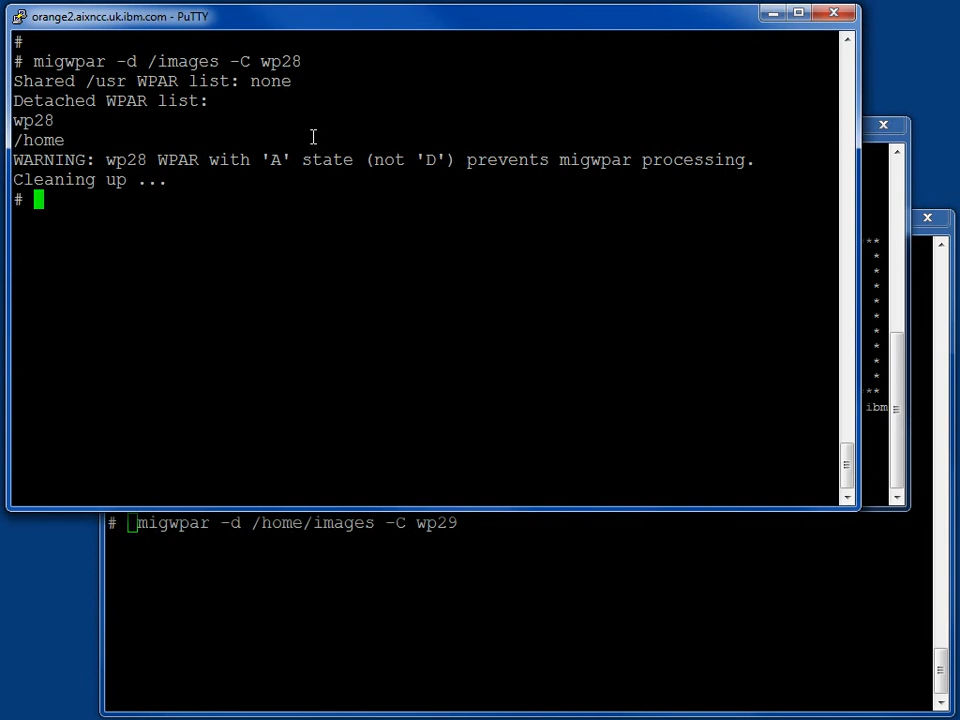 orange2.aixncc.uk.ibm.com - PuTTY
#
# migwpar -d /images -C wp28
Shared /usr WPAR list: none
Detached WPAR list:
wp28
/home
WARNING: wp28 WPAR with 'A' state (not 'D') prevents migwpar processing.
Cleaning up ...
#
**
*
*
*
*
*
*
*
*
*
**
ibm
# migwpar -d /home/images -C wp29